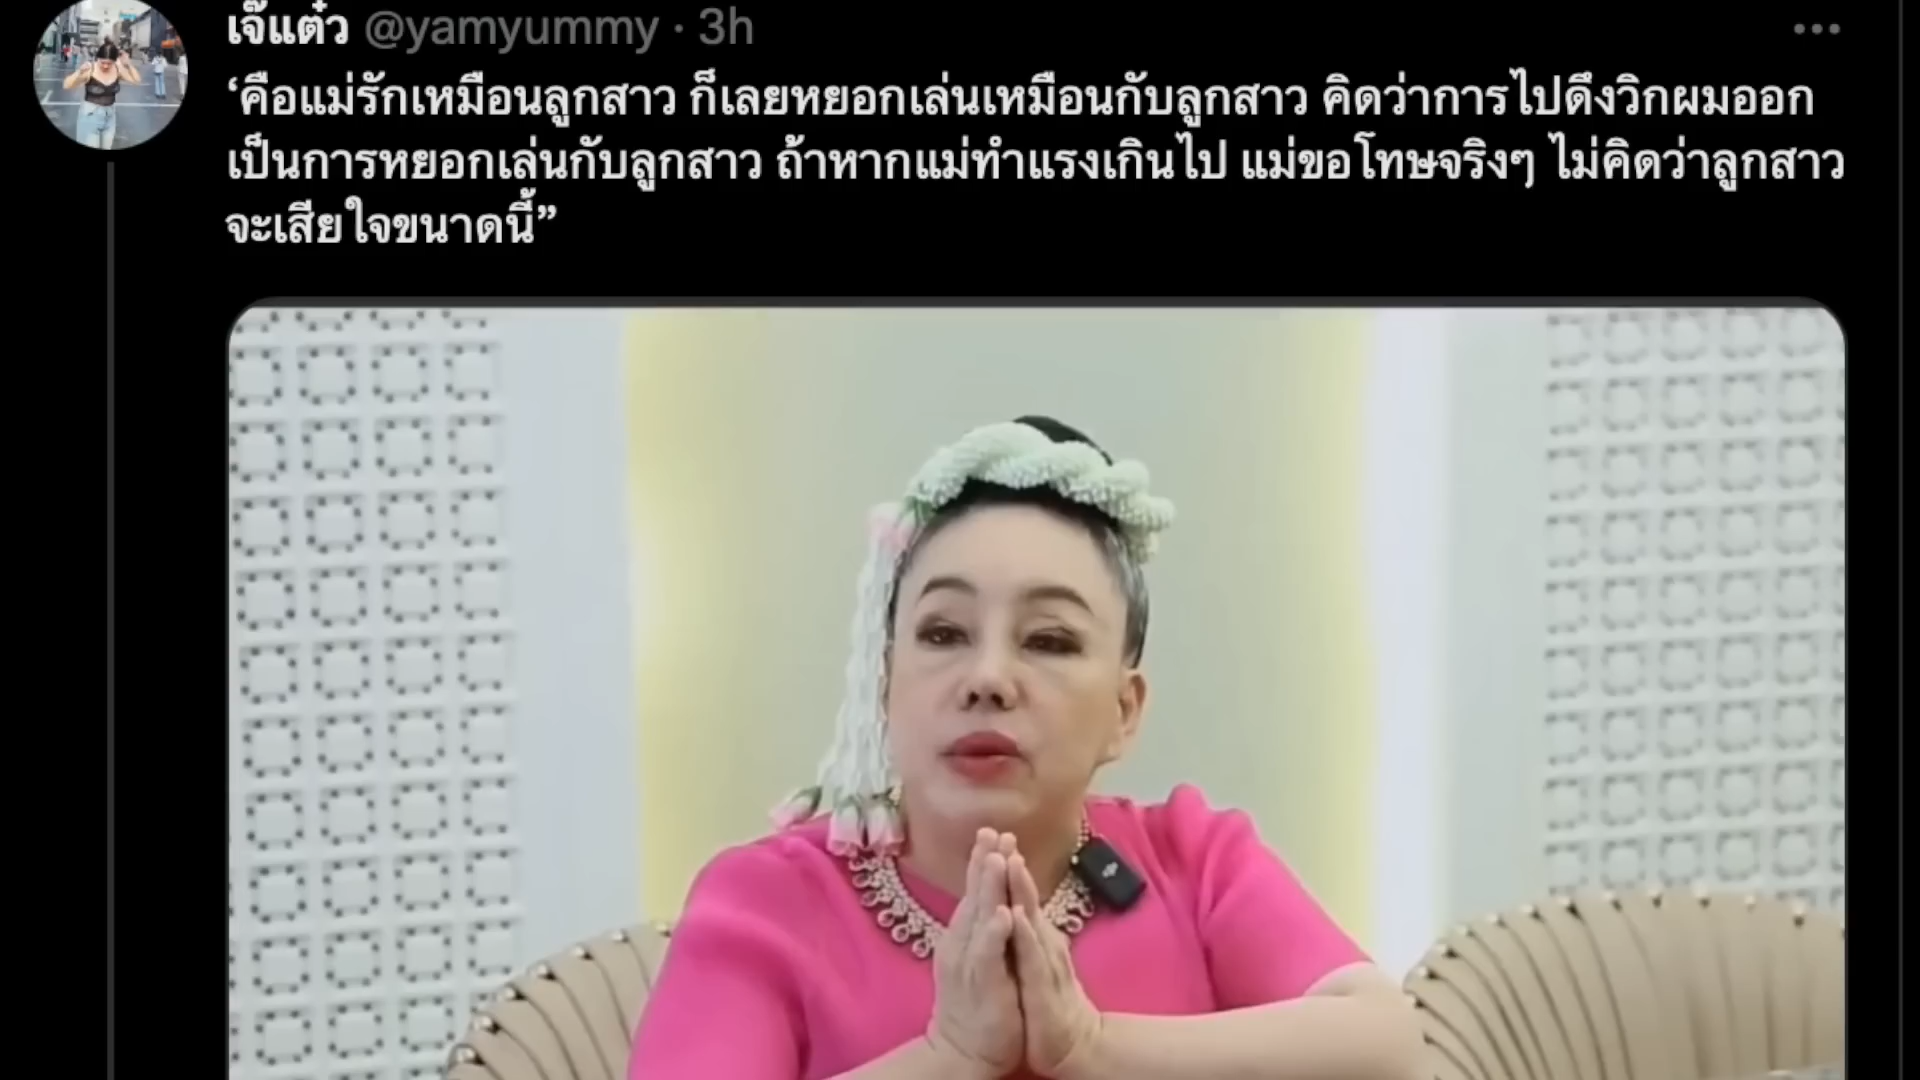 เจ๊แต๋ว @yamyummy · 3h
‘คือแม่รักเหมือนลูกสาว ก็เลยหยอกเล่นเหมือนกับลูกสาว คิดว่าการไปดึงวิกผมออก
เป็นการหยอกเล่นกับลูกสาว ถ้าหากแม่ทำแรงเกินไป แม่ขอโทษจริงๆ ไม่คิดว่าลูกสาว
จะเสียใจขนาดนี้”